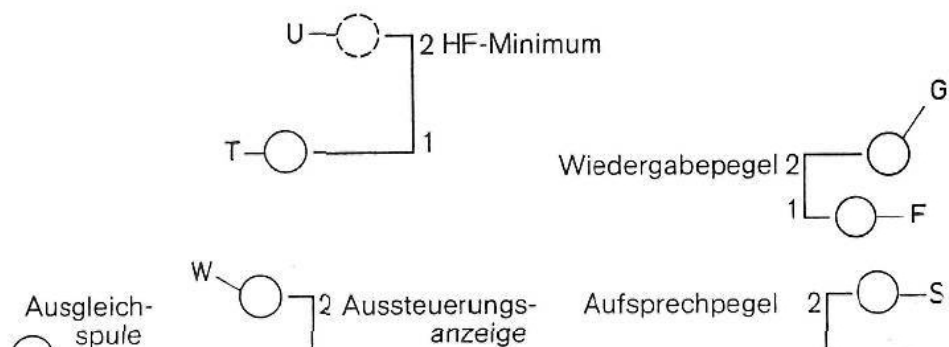 U
2 HF-Minimum
G
T
1
Wiedergabepegel 2
1
F
W
2 Aussteuerungs-
anzeige
Aufsprechpegel 2
S
Ausgleich-
spule